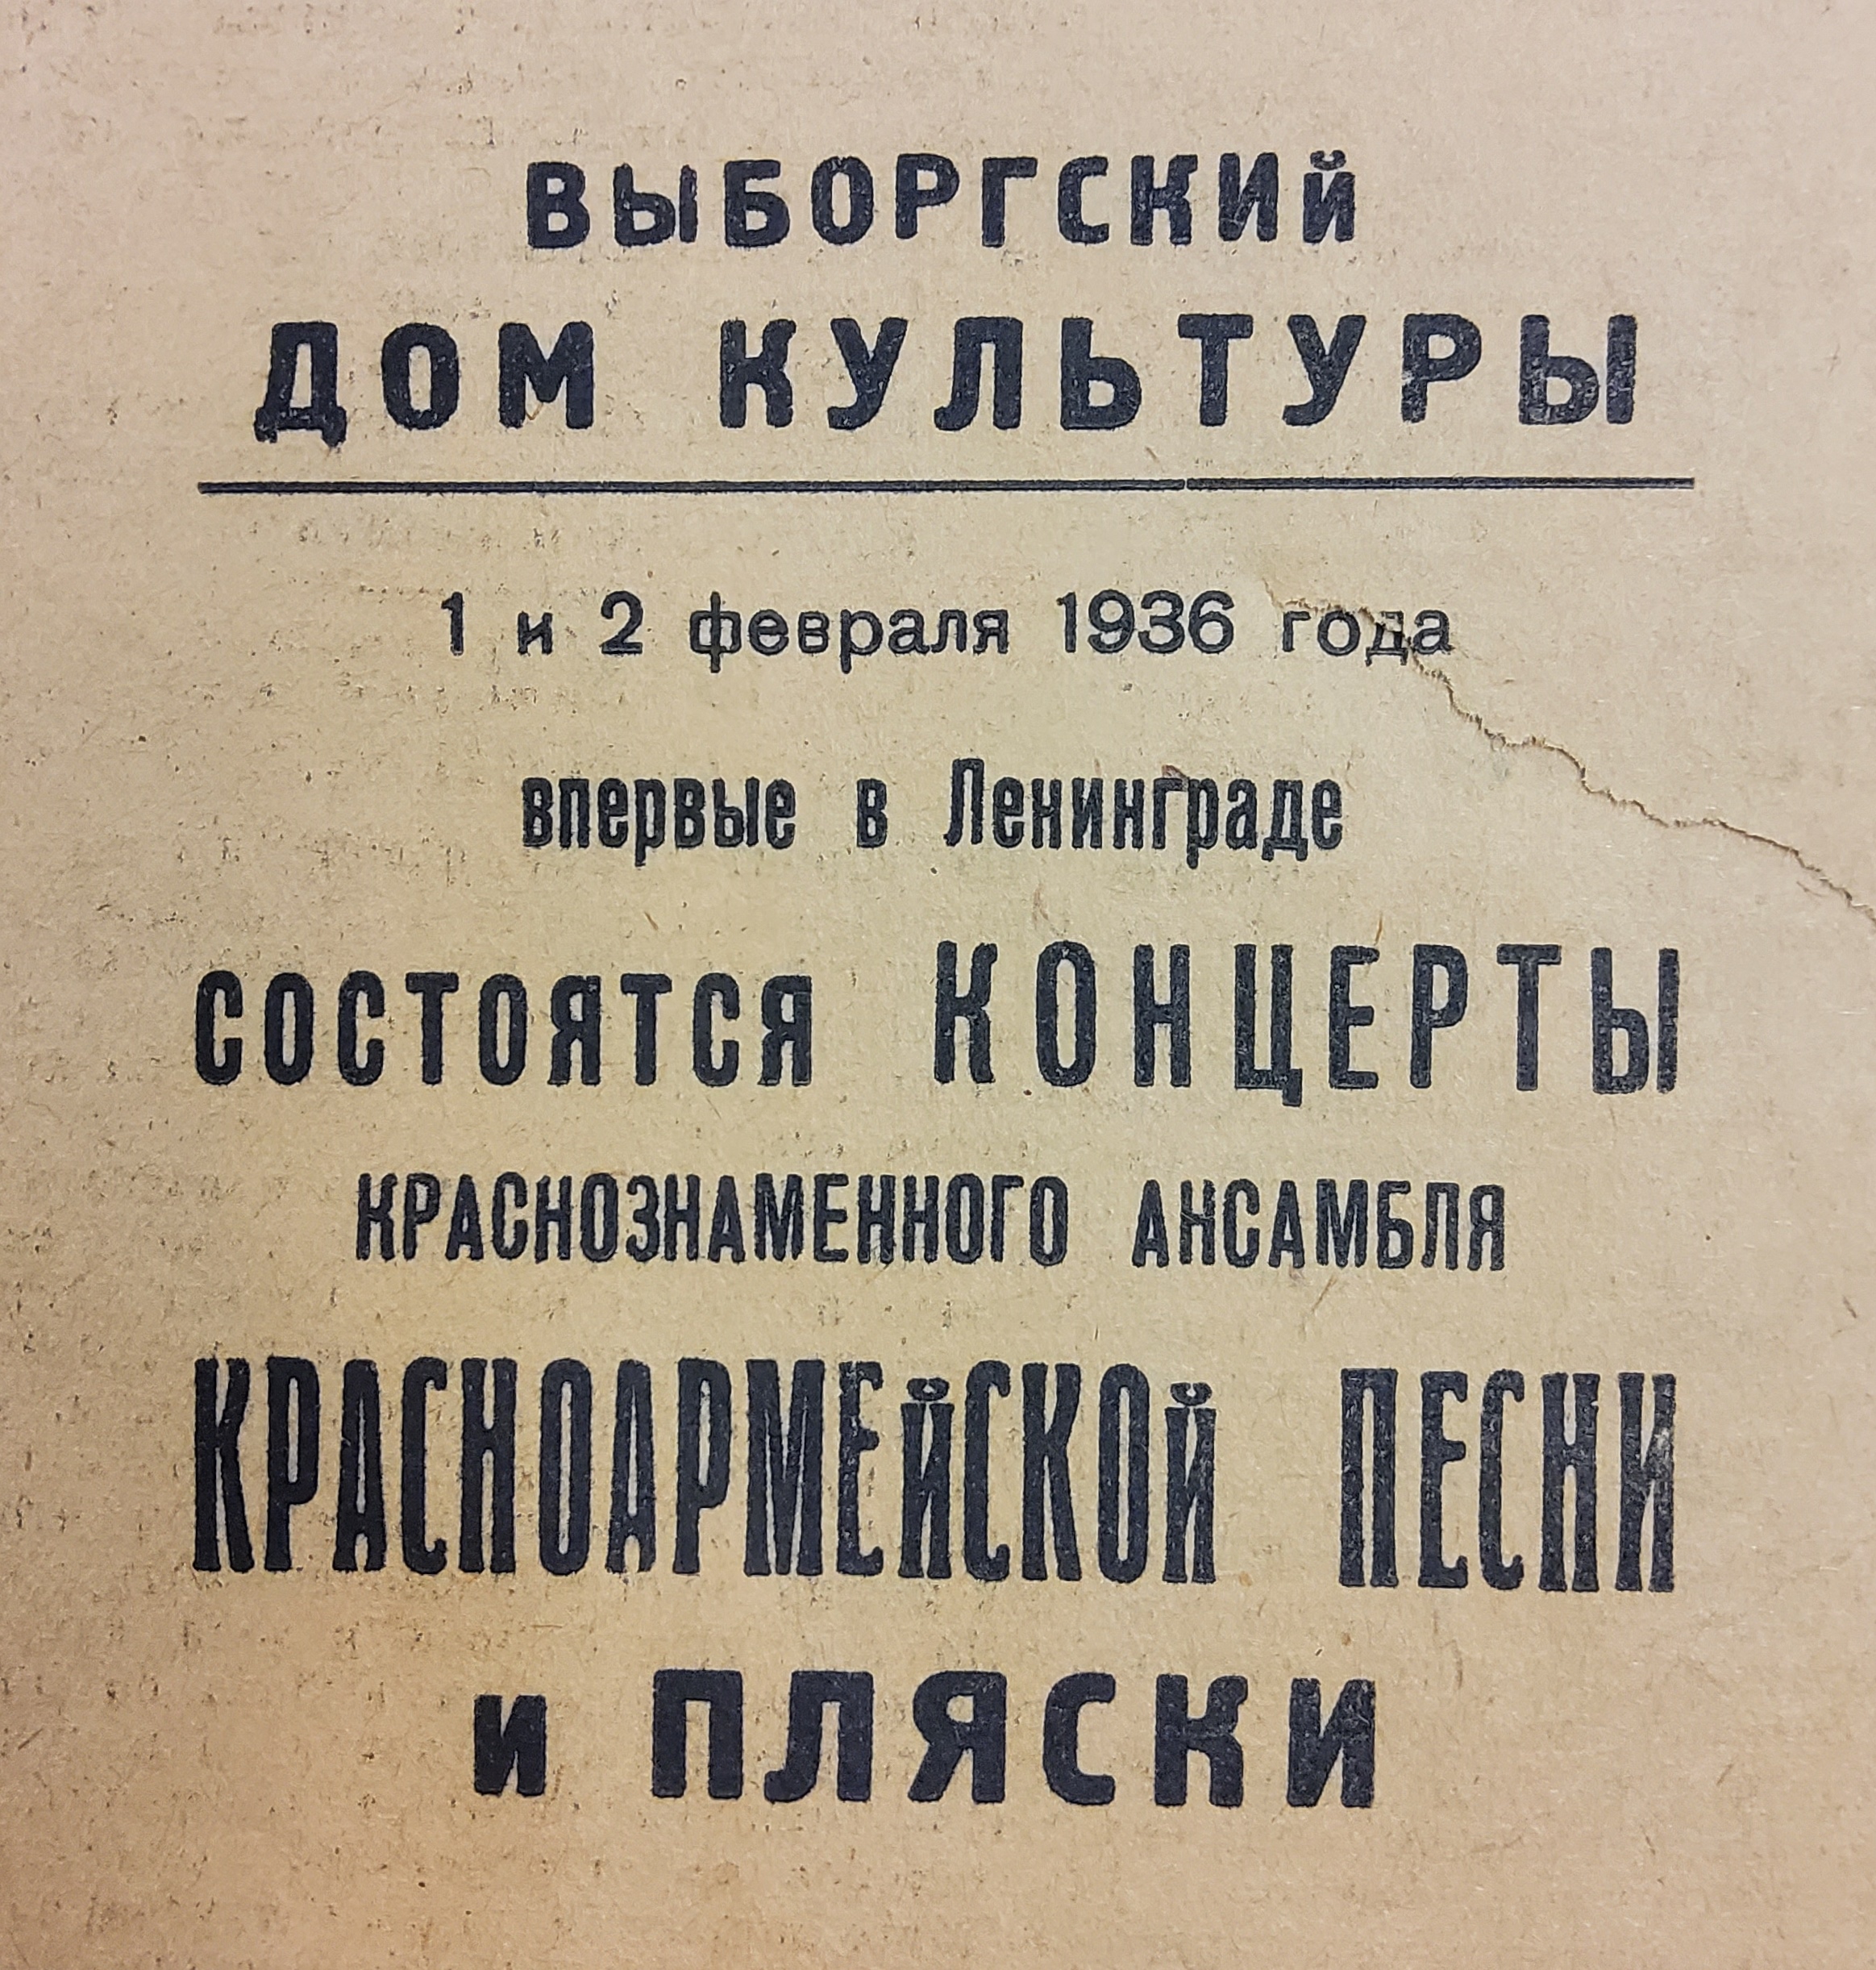 ВЫБОРГСКИЙ
ДОМ КУЛЬТУРЫ
1 и 2 февраля 1936 года
впервые в Ленинграде
СОСТОЯТСЯ КОНЦЕРТЫ
КРАСНОЗНАМЕННОГО АНСАМБЛЯ
КРАСНОАРМЕЙСКОЙ ПЕСНИ
и ПЛЯСКИ